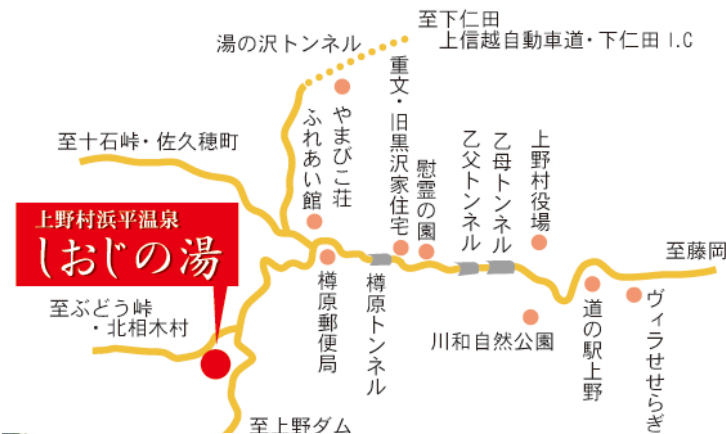 至下仁田
上信越自動車道・下仁田 I.C
湯の沢トンネル
重文・旧黒沢家住宅
やまびこ荘
ふれあい館
至十石峠・佐久穂町
慰霊の園
乙父トンネル
乙母トンネル
上野村役場
上野村浜平温泉
しおじの湯
至藤岡
至ぶどう峠
・北相木村
楢原郵便局
楢原トンネル
川和自然公園
道の駅上野
ヴィラせせらぎ
至上野ダム